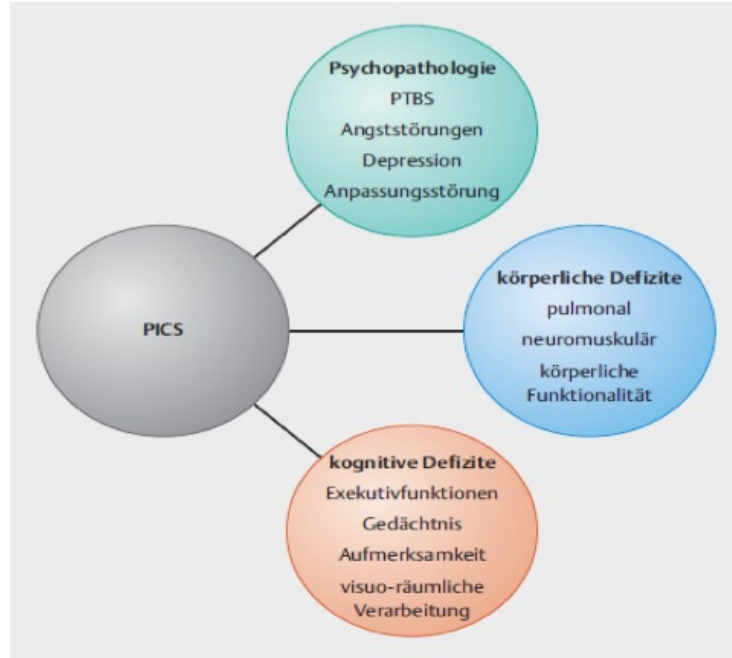 Psychopathologie
PTBS
Angststörungen
Depression
Anpassungsstörung
PICS
körperliche Defizite
pulmonal
neuromuskulär
körperliche
Funktionalität
kognitive Defizite
Exekutivfunktionen
Gedächtnis
Aufmerksamkeit
visuo-räumliche
Verarbeitung